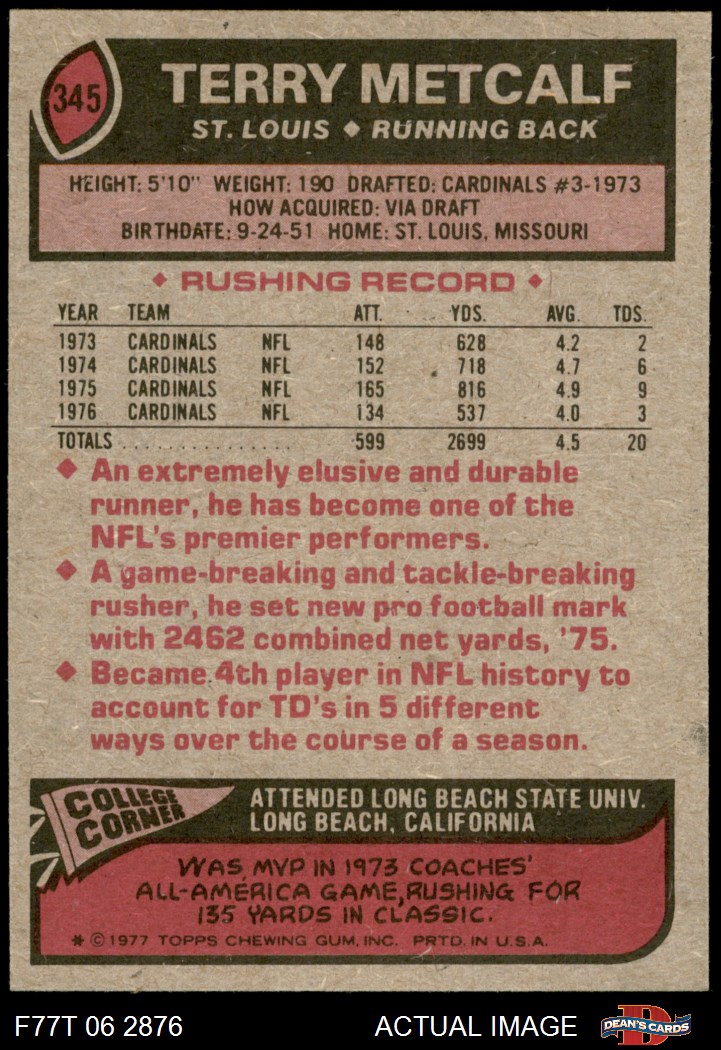 345
TERRY METCALF
ST. LOUIS ◆ RUNNING BACK
HEIGHT: 5'10" WEIGHT: 190 DRAFTED: CARDINALS #3-1973
HOW ACQUIRED: VIA DRAFT
BIRTHDATE: 9-24-51 HOME: ST. LOUIS, MISSOURI
◆ RUSHING RECORD ◆
YEAR TEAM ATT. YDS. AVG. TDS.
1973 CARDINALS NFL 148 628 4.2 2
1974 CARDINALS NFL 152 718 4.7 6
1975 CARDINALS NFL 165 816 4.9 9
1976 CARDINALS NFL 134 537 4.0 3
TOTALS . . . . . . . . . . . . . . . . 599 2699 4.5 20
◆ An extremely elusive and durable
runner, he has become one of the
NFL's premier performers.
◆ A game-breaking and tackle-breaking
rusher, he set new pro football mark
with 2462 combined net yards, '75.
◆ Became 4th player in NFL history to
account for TD's in 5 different
ways over the course of a season.
COLLEGE
CORNER
ATTENDED LONG BEACH STATE UNIV.
LONG BEACH, CALIFORNIA
WAS MVP IN 1973 COACHES'
ALL-AMERICA GAME, RUSHING FOR
135 YARDS IN CLASSIC.
* © 1977 TOPPS CHEWING GUM, INC. PRTD. IN U.S.A.
F77T 06 2876 ACTUAL IMAGE
D
DEAN'S CARDS